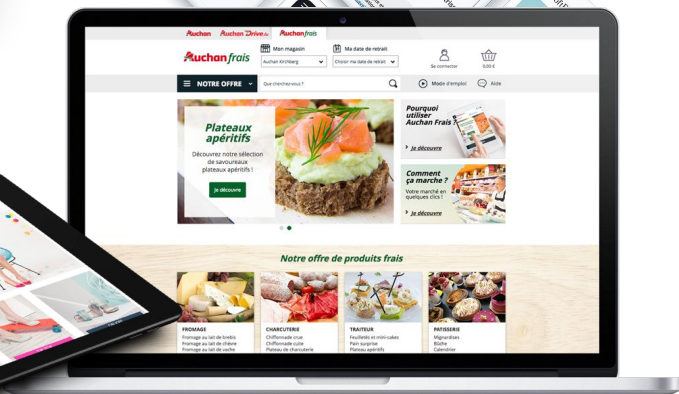 Auchan Auchan Drive.lu Auchan frais
Auchan frais
Mon magasin
Auchan Kirchberg
Ma date de retrait
Choisir ma date de retrait
Se connecter
0,00 €
NOTRE OFFRE
Que cherchez-vous ?
Mode d'emploi
Aide
Plateaux
apéritifs
Découvrez notre sélection
de savoureux
plateaux apéritifs !
Je découvre
Pourquoi
utiliser
Auchan Frais ?
Je découvre
Comment
ça marche ?
Votre marché en
quelques clics !
Je découvre
Notre offre de produits frais
FROMAGE
Fromage au lait de brebis
Fromage au lait de chèvre
Fromage au lait de vache
CHARCUTERIE
Chiffonnade crue
Chiffonnade cuite
Plateau de charcuterie
TRAITEUR
Feuilletés et mini-cakes
Pain surprise
Plateau apéritifs
PATISSERIE
Mignardises
Bûche
Calendrier